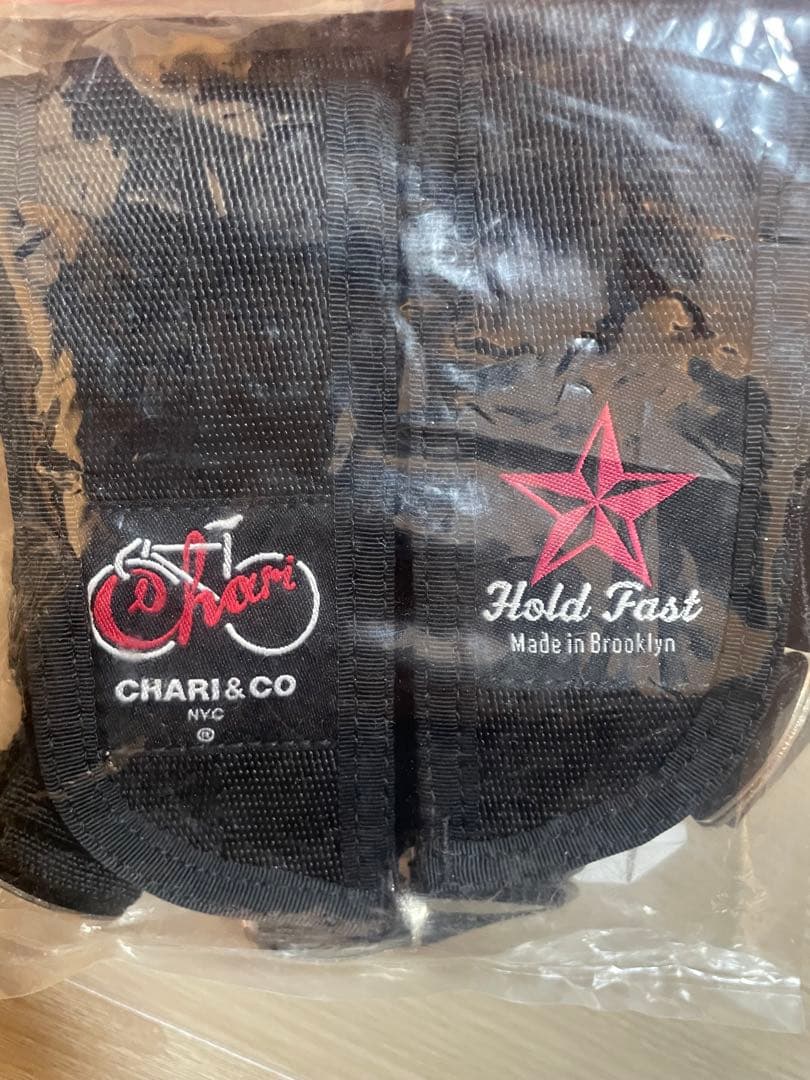 Chari
CHARI & CO
NYC
®
Hold Fast
Made in Brooklyn